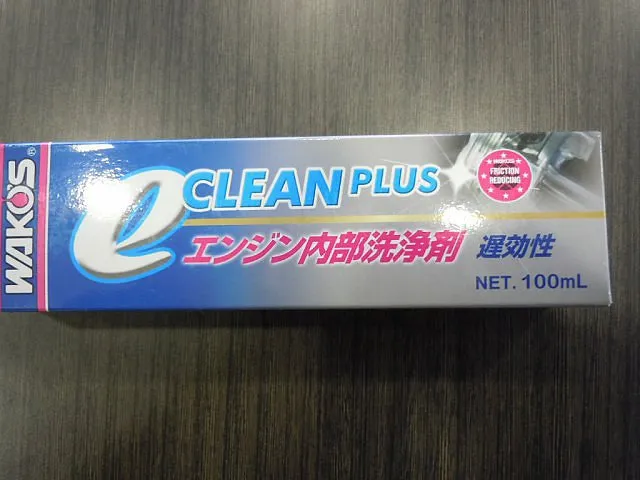 WAKO'S®
e CLEAN PLUS
エンジン内部洗浄剤 遅効性
NET. 100mL
WAKO'S
FRICTION
REDUCING